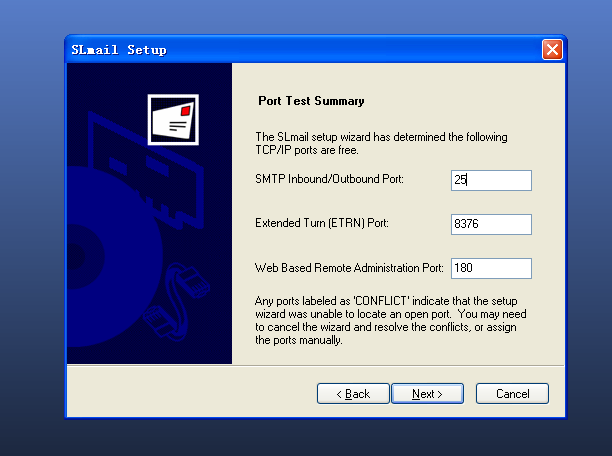 SLmail Setup
Port Test Summary
The SLmail setup wizard has determined the following
TCP/IP ports are free.
SMTP Inbound/Outbound Port: 25
Extended Turn (ETRN) Port: 8376
Web Based Remote Administration Port: 180
Any ports labeled as 'CONFLICT' indicate that the setup
wizard was unable to locate an open port. You may need
to cancel the wizard and resolve the conflicts, or assign
the ports manually.
< Back Next > Cancel